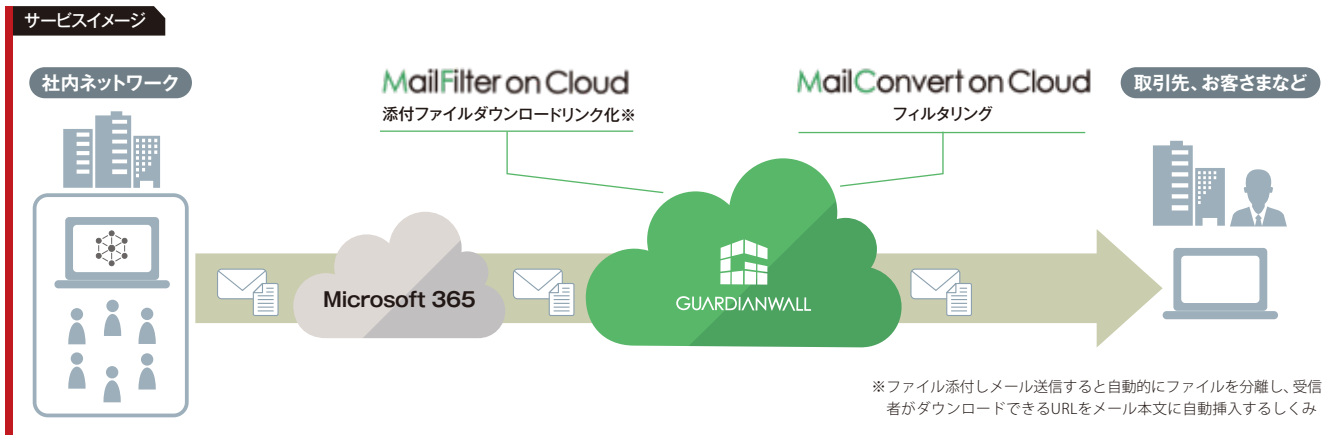 サービスイメージ
社内ネットワーク
MailFilter on Cloud
添付ファイルダウンロードリンク化※
MailConvert on Cloud
フィルタリング
取引先、お客さまなど
Microsoft 365
GUARDIANWALL
※ファイル添付しメール送信すると自動的にファイルを分離し、受信
者がダウンロードできるURLをメール本文に自動挿入するしくみ